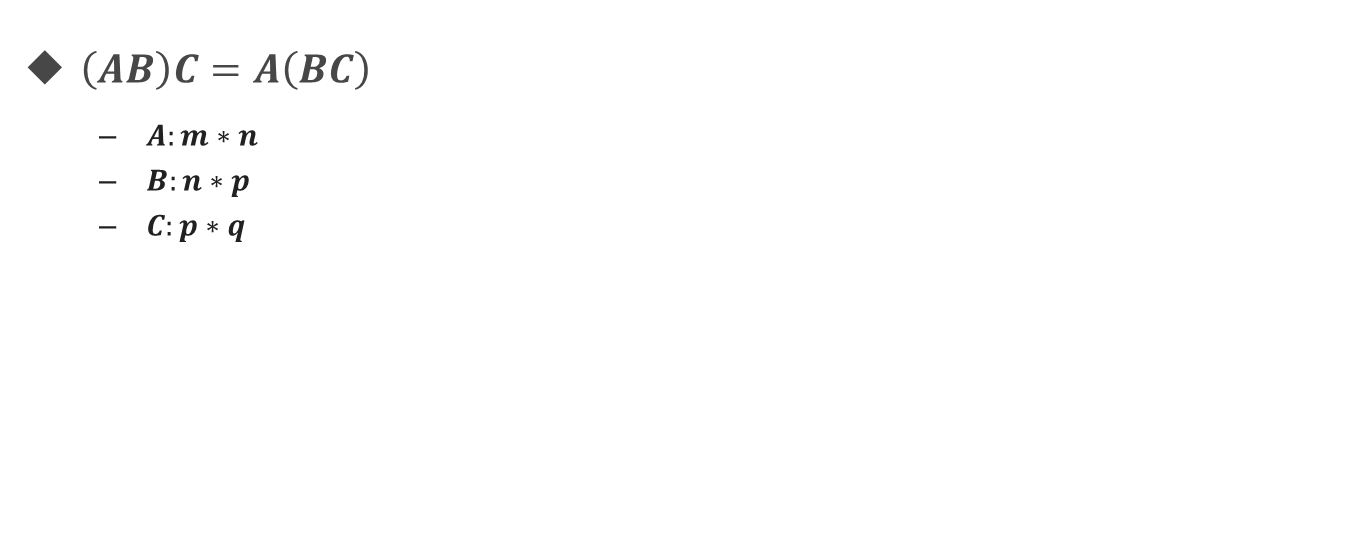 ◆ (AB)C = A(BC)
– A: m ∗ n
– B: n ∗ p
– C: p ∗ q